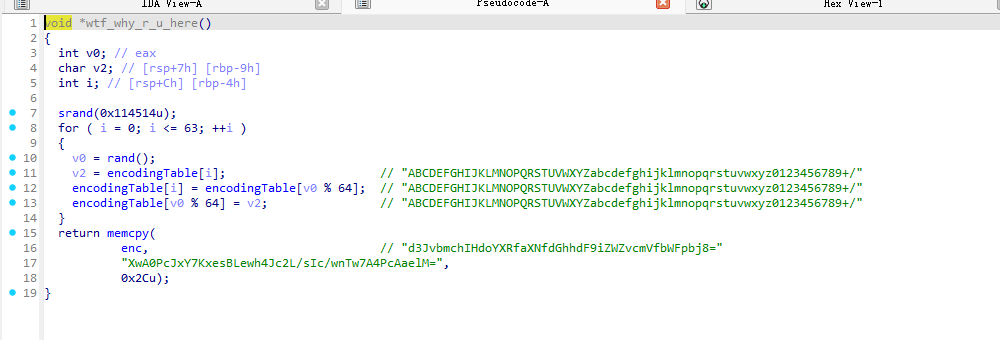 IDA View-A Pseudocode-A Hex View-1
1 void *wtf_why_r_u_here()
2 {
3 int v0; // eax
4 char v2; // [rsp+7h] [rbp-9h]
5 int i; // [rsp+Ch] [rbp-4h]
6
7 srand(0x114514u);
8 for ( i = 0; i <= 63; ++i )
9 {
10 v0 = rand();
11 v2 = encodingTable[i]; // "ABCDEFGHIJKLMNOPQRSTUVWXYZabcdefghijklmnopqrstuvwxyz0123456789+/"
12 encodingTable[i] = encodingTable[v0 % 64]; // "ABCDEFGHIJKLMNOPQRSTUVWXYZabcdefghijklmnopqrstuvwxyz0123456789+/"
13 encodingTable[v0 % 64] = v2; // "ABCDEFGHIJKLMNOPQRSTUVWXYZabcdefghijklmnopqrstuvwxyz0123456789+/"
14 }
15 return memcpy(
16 enc, // "d3JvbmchIHdoYXRfaXNfdGhhdF9iZWZvcmVfbWFpbj8="
17 "XwA0PcJxY7KxesBLewh4Jc2L/sIc/wnTw7A4PcAaelM=",
18 0x2Cu);
19 }